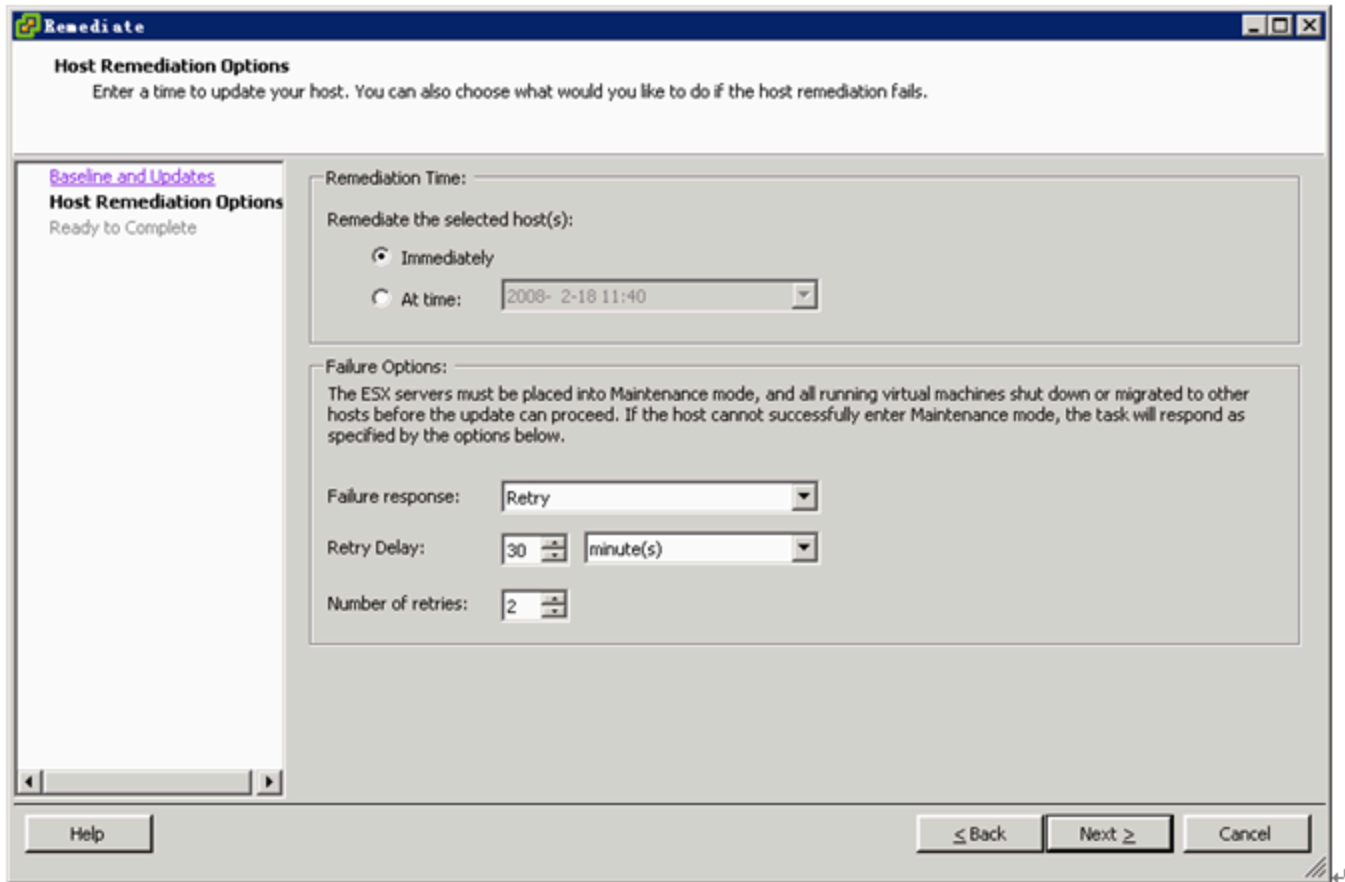 Remediate
Host Remediation Options
Enter a time to update your host. You can also choose what would you like to do if the host remediation fails.
Baseline and Updates
Host Remediation Options
Ready to Complete
Remediation Time:
Remediate the selected host(s):
Immediately
At time:
2008- 2-18 11:40
Failure Options:
The ESX servers must be placed into Maintenance mode, and all running virtual machines shut down or migrated to other
hosts before the update can proceed. If the host cannot successfully enter Maintenance mode, the task will respond as
specified by the options below.
Failure response: Retry
Retry Delay: 30 minute(s)
Number of retries: 2
Help
< Back
Next >
Cancel